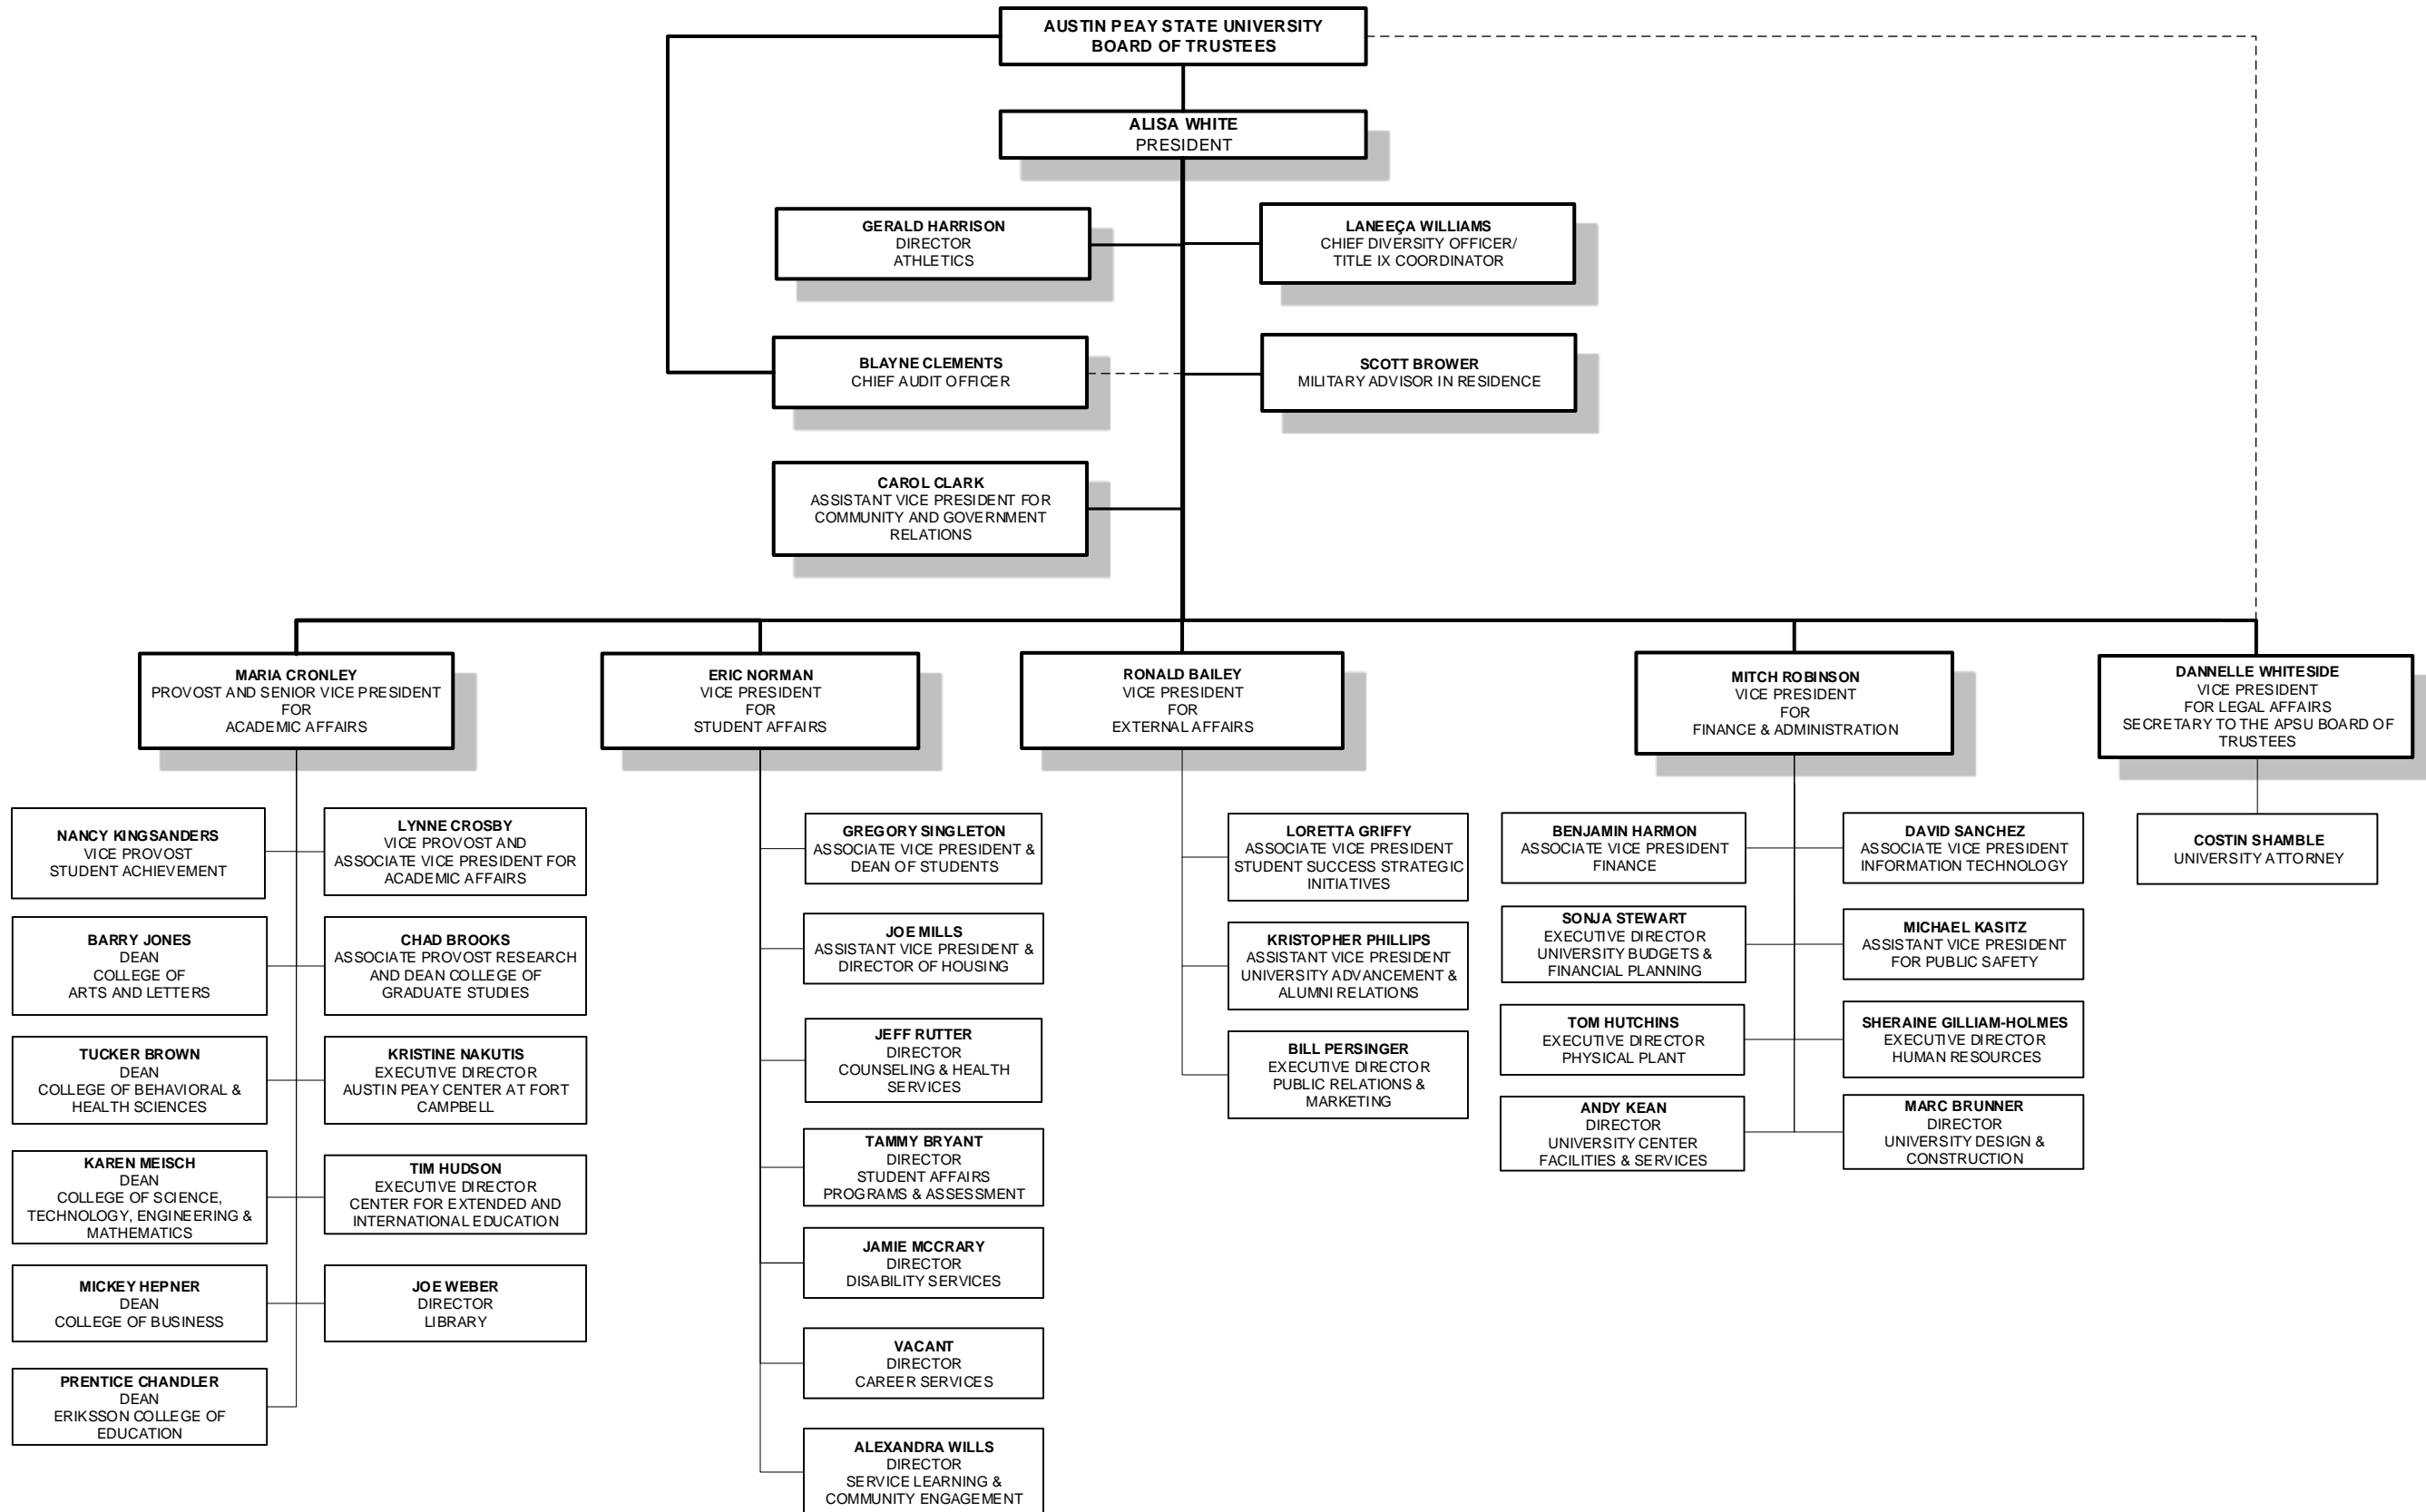 AUSTIN PEAY STATE UNIVERSITY
BOARD OF TRUSTEES
ALISA WHITE
PRESIDENT
GERALD HARRISON
DIRECTOR
ATHLETICS
LANEEÇA WILLIAMS
CHIEF DIVERSITY OFFICER/
TITLE IX COORDINATOR
BLAYNE CLEMENTS
CHIEF AUDIT OFFICER
SCOTT BROWER
MILITARY ADVISOR IN RESIDENCE
CAROL CLARK
ASSISTANT VICE PRESIDENT FOR
COMMUNITY AND GOVERNMENT
RELATIONS
MARIA CRONLEY
PROVOST AND SENIOR VICE PRESIDENT
FOR
ACADEMIC AFFAIRS
ERIC NORMAN
VICE PRESIDENT
FOR
STUDENT AFFAIRS
RONALD BAILEY
VICE PRESIDENT
FOR
EXTERNAL AFFAIRS
MITCH ROBINSON
VICE PRESIDENT
FOR
FINANCE & ADMINISTRATION
DANNELLE WHITESIDE
VICE PRESIDENT
FOR LEGAL AFFAIRS
SECRETARY TO THE APSU BOARD OF
TRUSTEES
NANCY KINGSANDERS
VICE PROVOST
STUDENT ACHIEVEMENT
LYNNE CROSBY
VICE PROVOST AND
ASSOCIATE VICE PRESIDENT FOR
ACADEMIC AFFAIRS
BARRY JONES
DEAN
COLLEGE OF
ARTS AND LETTERS
CHAD BROOKS
ASSOCIATE PROVOST RESEARCH
AND DEAN COLLEGE OF
GRADUATE STUDIES
TUCKER BROWN
DEAN
COLLEGE OF BEHAVIORAL &
HEALTH SCIENCES
KRISTINE NAKUTIS
EXECUTIVE DIRECTOR
AUSTIN PEAY CENTER AT FORT
CAMPBELL
KAREN MEISCH
DEAN
COLLEGE OF SCIENCE,
TECHNOLOGY, ENGINEERING &
MATHEMATICS
TIM HUDSON
EXECUTIVE DIRECTOR
CENTER FOR EXTENDED AND
INTERNATIONAL EDUCATION
MICKEY HEPNER
DEAN
COLLEGE OF BUSINESS
JOE WEBER
DIRECTOR
LIBRARY
PRENTICE CHANDLER
DEAN
ERIKSSON COLLEGE OF
EDUCATION
GREGORY SINGLETON
ASSOCIATE VICE PRESIDENT &
DEAN OF STUDENTS
JOE MILLS
ASSISTANT VICE PRESIDENT &
DIRECTOR OF HOUSING
JEFF RUTTER
DIRECTOR
COUNSELING & HEALTH
SERVICES
TAMMY BRYANT
DIRECTOR
STUDENT AFFAIRS
PROGRAMS & ASSESSMENT
JAMIE MCCRARY
DIRECTOR
DISABILITY SERVICES
VACANT
DIRECTOR
CAREER SERVICES
ALEXANDRA WILLS
DIRECTOR
SERVICE LEARNING &
COMMUNITY ENGAGEMENT
LORETTA GRIFFY
ASSOCIATE VICE PRESIDENT
STUDENT SUCCESS STRATEGIC
INITIATIVES
KRISTOPHER PHILLIPS
ASSISTANT VICE PRESIDENT
UNIVERSITY ADVANCEMENT &
ALUMNI RELATIONS
BILL PERSINGER
EXECUTIVE DIRECTOR
PUBLIC RELATIONS &
MARKETING
BENJAMIN HARMON
ASSOCIATE VICE PRESIDENT
FINANCE
DAVID SANCHEZ
ASSOCIATE VICE PRESIDENT
INFORMATION TECHNOLOGY
SONJA STEWART
EXECUTIVE DIRECTOR
UNIVERSITY BUDGETS &
FINANCIAL PLANNING
MICHAEL KASITZ
ASSISTANT VICE PRESIDENT
FOR PUBLIC SAFETY
TOM HUTCHINS
EXECUTIVE DIRECTOR
PHYSICAL PLANT
SHERAINE GILLIAM-HOLMES
EXECUTIVE DIRECTOR
HUMAN RESOURCES
ANDY KEAN
DIRECTOR
UNIVERSITY CENTER
FACILITIES & SERVICES
MARC BRUNNER
DIRECTOR
UNIVERSITY DESIGN &
CONSTRUCTION
COSTIN SHAMBLE
UNIVERSITY ATTORNEY